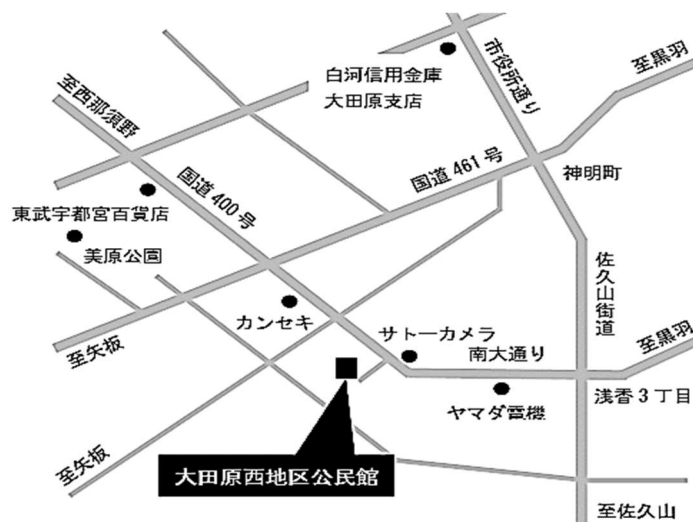 至西那須野
白河信用金庫
大田原支店
市役所通り
至黒羽
国道461号
神明町
国道400号
東武宇都宮百貨店
美原公園
佐久山街道
カンセキ
サトーカメラ
南大通り
至黒羽
至矢板
ヤマダ電機
浅香3丁目
至矢板
大田原西地区公民館
至佐久山